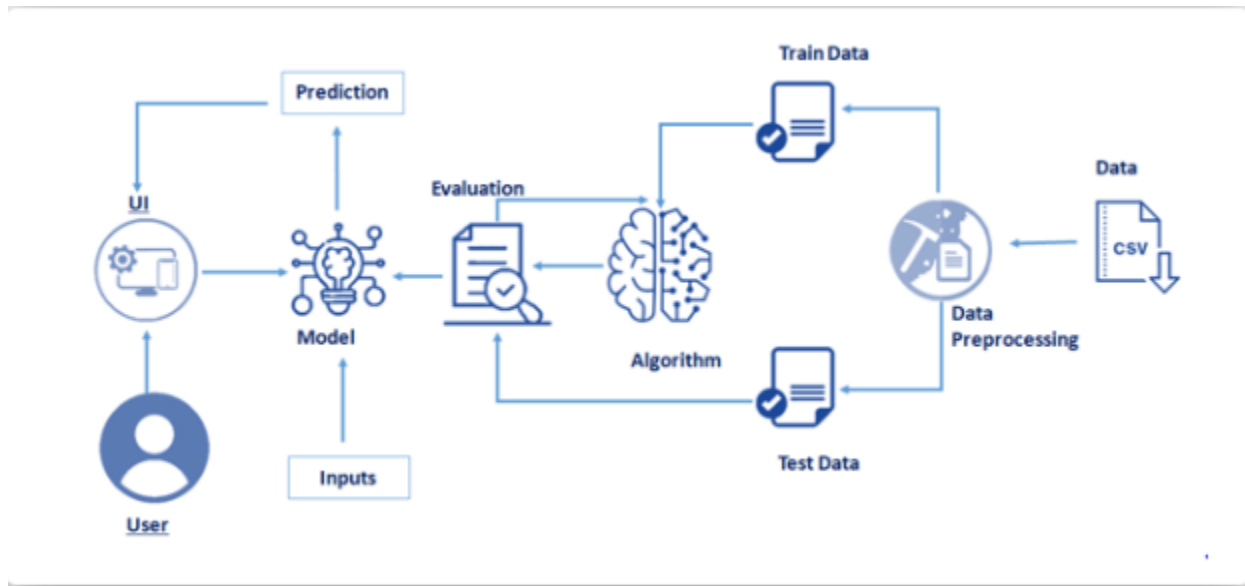 Train Data
Prediction
Data
Evaluation
UI
CSV
Data
Preprocessing
Model
Algorithm
Test Data
Inputs
User